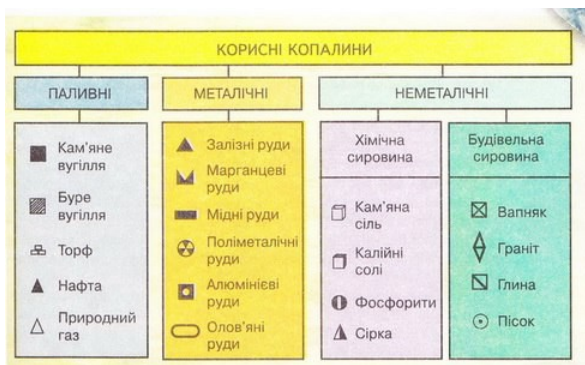 КОРИСНІ КОПАЛИНИ
ПАЛИВНІ
Кам'яне
вугілля
Буре
вугілля
Торф
Нафта
Природний
газ
МЕТАЛІЧНІ
Залізні руди
Марганцеві
руди
Мідні руди
Поліметалічні
руди
Алюмінієві
руди
Олов'яні
руди
НЕМЕТАЛІЧНІ
Хімічна
сировина
Кам'яна
сіль
Калійні
солі
Фосфорити
Сірка
Будівельна
сировина
Вапняк
Граніт
Глина
Пісок